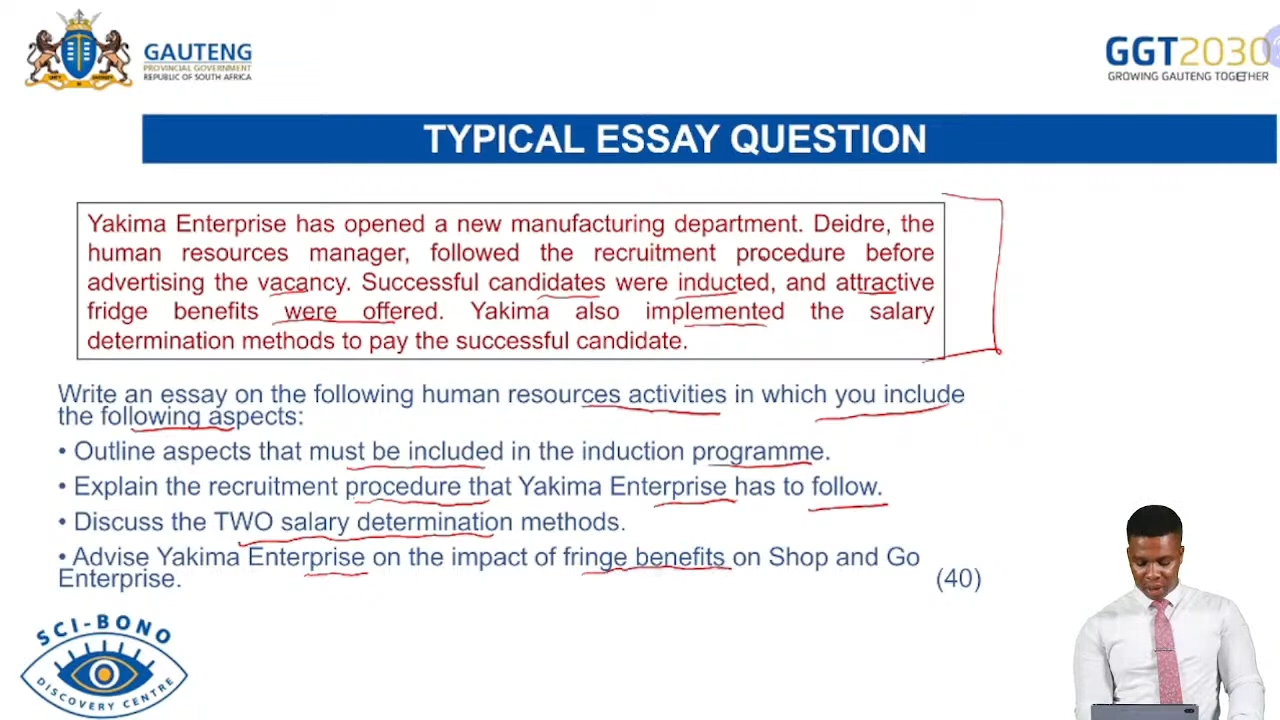 GAUTENG
PROVINCIAL GOVERNMENT
REPUBLIC OF SOUTH AFRICA
GGT2030
GROWING GAUTENG TOGETHER
TYPICAL ESSAY QUESTION
Yakima Enterprise has opened a new manufacturing department. Deidre, the
human resources manager, followed the recruitment procedure before
advertising the vacancy. Successful candidates were inducted, and attractive
fridge benefits were offered. Yakima also implemented the salary
determination methods to pay the successful candidate.
Write an essay on the following human resources activities in which you include
the following aspects:
• Outline aspects that must be included in the induction programme.
• Explain the recruitment procedure that Yakima Enterprise has to follow.
• Discuss the TWO salary determination methods.
• Advise Yakima Enterprise on the impact of fringe benefits on Shop and Go
Enterprise. (40)
SCI-BONO
DISCOVERY CENTRE